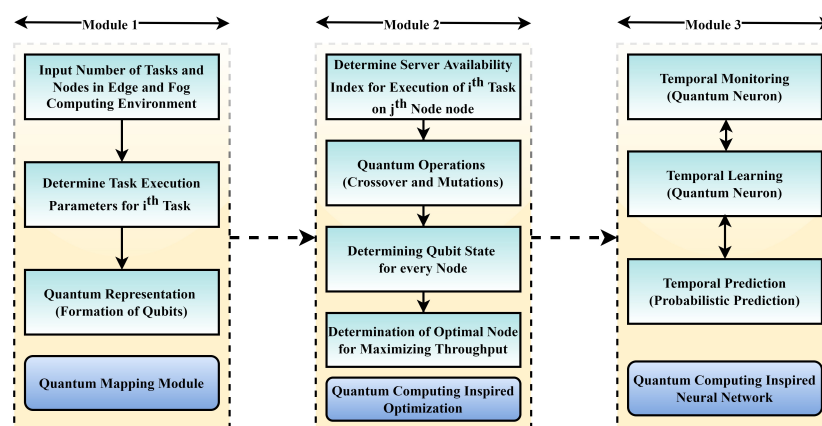 Module 1
Input Number of Tasks and
Nodes in Edge and Fog
Computing Environment
Determine Task Execution
Parameters for i^th Task
Quantum Representation
(Formation of Qubits)
Quantum Mapping Module
Module 2
Determine Server Availability
Index for Execution of i^th Task
on j^th Node node
Quantum Operations
(Crossover and Mutations)
Determining Qubit State
for every Node
Determination of Optimal Node
for Maximizing Throughput
Quantum Computing Inspired
Optimization
Module 3
Temporal Monitoring
(Quantum Neuron)
Temporal Learning
(Quantum Neuron)
Temporal Prediction
(Probabilistic Prediction)
Quantum Computing Inspired
Neural Network